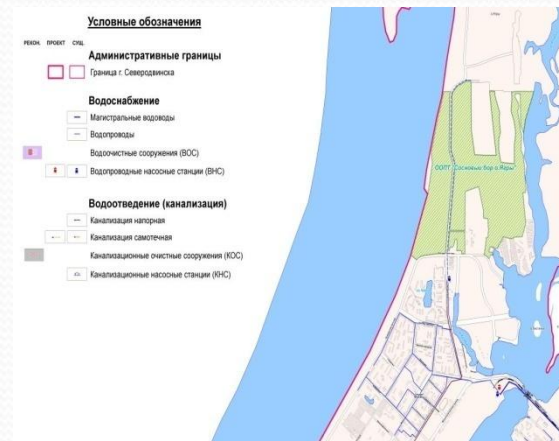 Условные обозначения
РЕКОН. ПРОЕКТ СУЩ.
Административные границы
Граница г. Северодвинска
Водоснабжение
Магистральные водоводы
Водопроводы
Водоочистные сооружения (ВОС)
Водопроводные насосные станции (ВНС)
Водоотведение (канализация)
Канализация напорная
Канализация самотечная
Канализационные очистные сооружения (КОС)
Канализационные насосные станции (КНС)
ООПТ "Сосновый бор о Ягры"